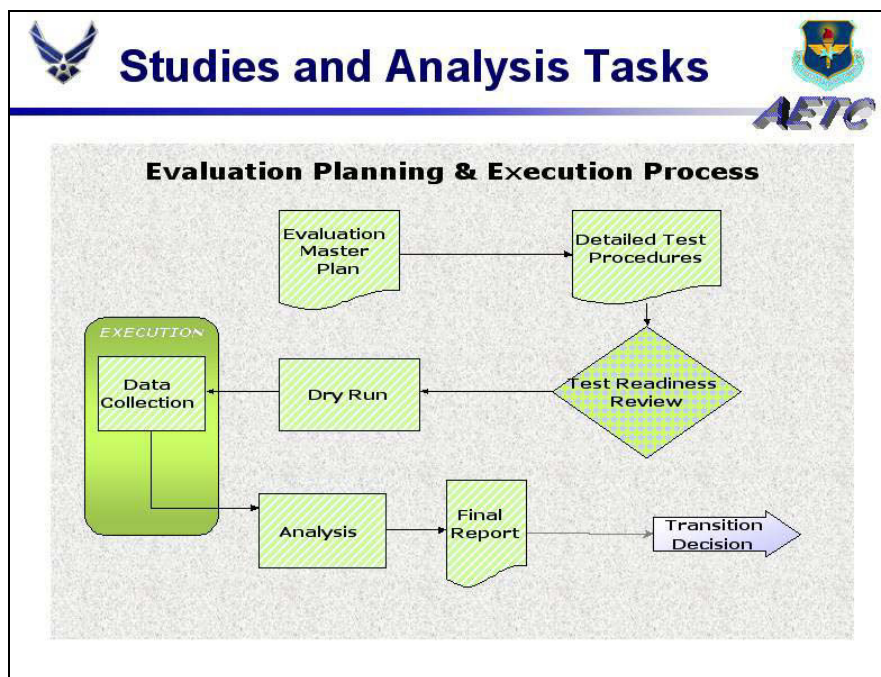 Studies and Analysis Tasks
AETC
Evaluation Planning & Execution Process
Evaluation
Master
Plan
Detailed Test
Procedures
EXECUTION
Data
Collection
Dry Run
Test Readiness
Review
Analysis
Final
Report
Transition
Decision